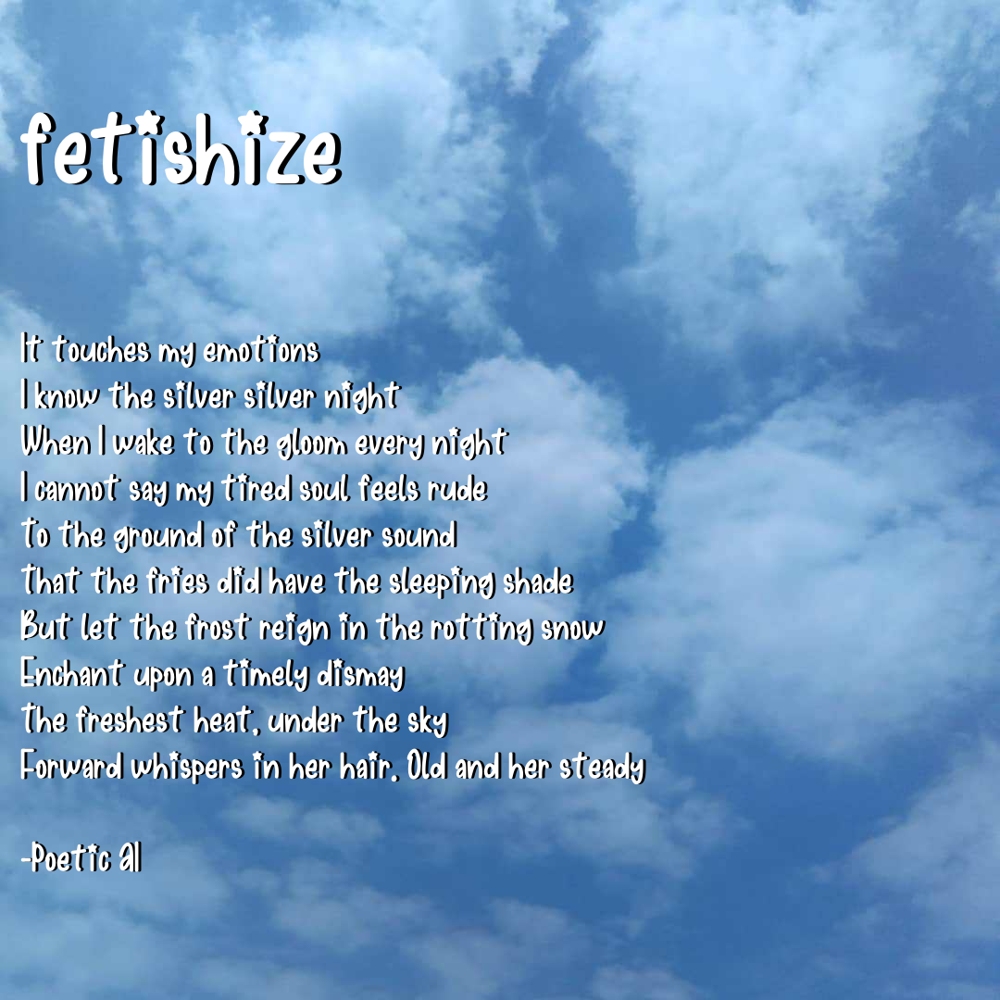 fetishize
It touches my emotions
I know the silver silver night
When I wake to the gloom every night
I cannot say my tired soul feels rude
To the ground of the silver sound
That the fries did have the sleeping shade
But let the frost reign in the rotting snow
Enchant upon a timely dismay
The freshest heat, under the sky
Forward whispers in her hair. Old and her steady
-Poetic AI